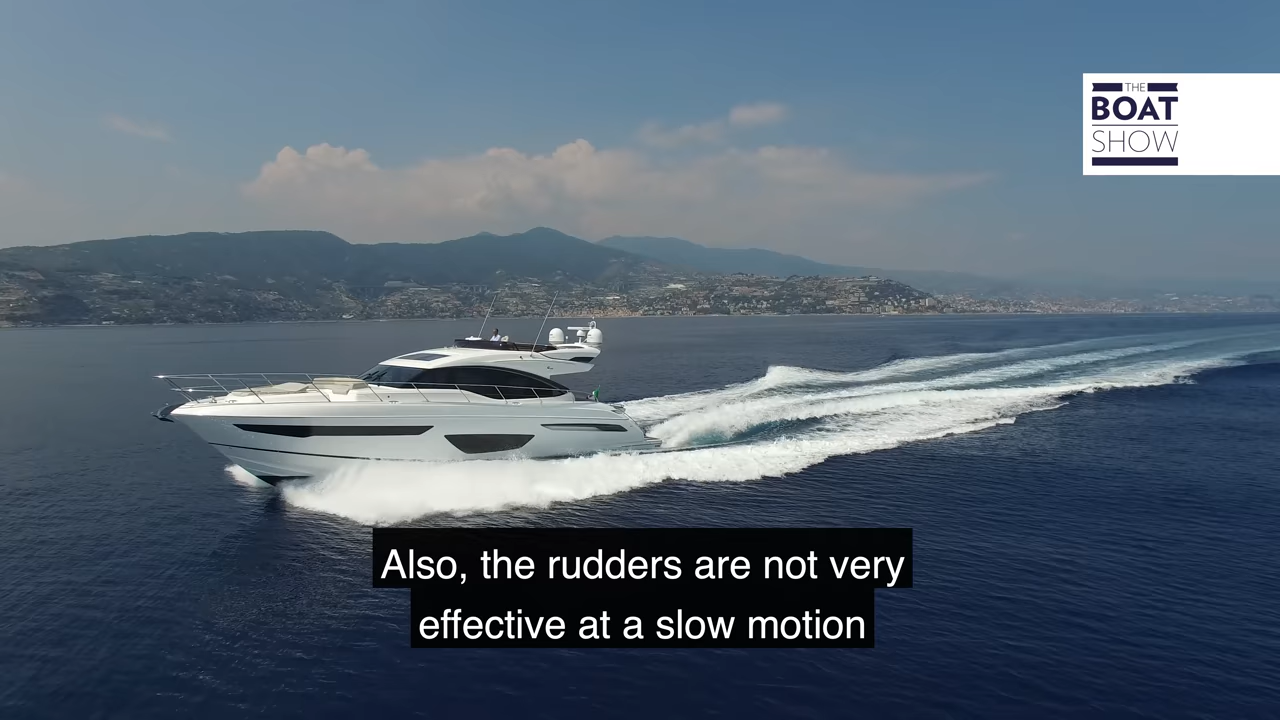 THE
BOAT
SHOW
Also, the rudders are not very
effective at a slow motion